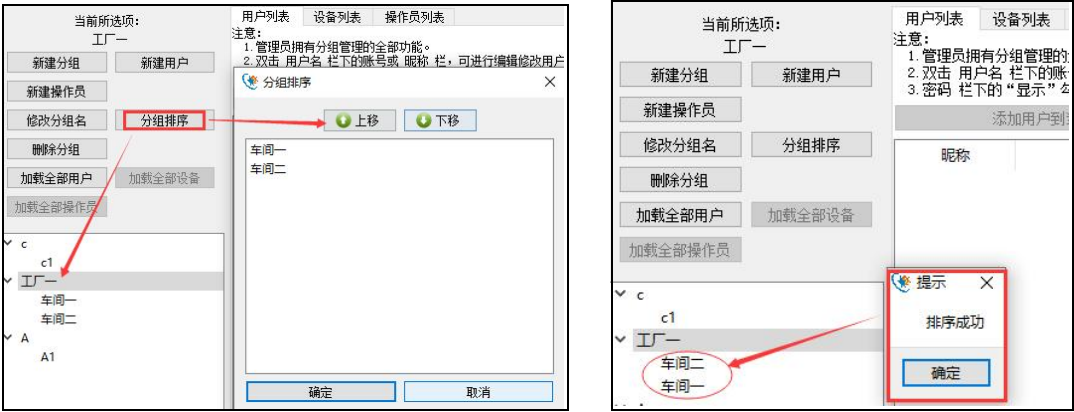 当前所选项:
工厂一
新建分组
新建用户
新建操作员
修改分组名
分组排序
删除分组
加载全部用户
加载全部设备
加载全部操作员
c
c1
工厂一
车间一
车间二
A
A1
用户列表
设备列表
操作员列表
注意:
1.管理员拥有分组管理的全部功能。
2.双击 用户名 栏下的账号或 昵称 栏，可进行编辑修改用户
分组排序
上移
下移
车间一
车间二
确定
取消
当前所选项:
工厂一
新建分组
新建用户
新建操作员
修改分组名
分组排序
删除分组
加载全部用户
加载全部设备
加载全部操作员
c
c1
工厂一
车间二
车间一
用户列表
设备列表
注意:
1.管理员拥有分组管理的
2.双击 用户名 栏下的账
3.密码 栏下的“显示”
添加用户到
昵称
提示
排序成功
确定